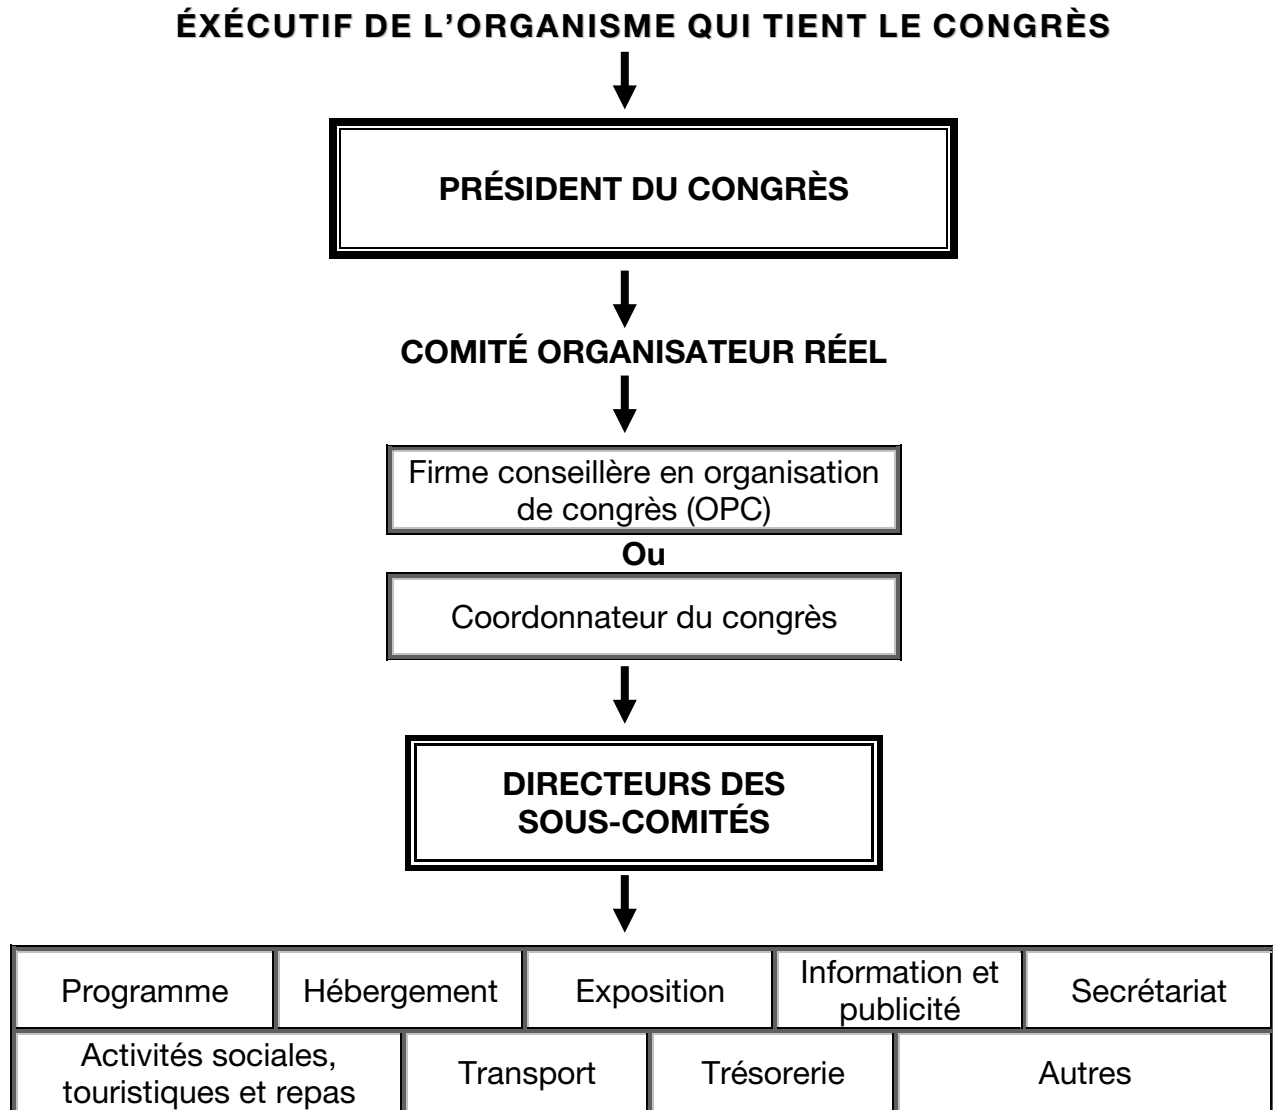 ÉXÉCUTIF DE L’ORGANISME QUI TIENT LE CONGRÈS
PRÉSIDENT DU CONGRÈS
COMITÉ ORGANISATEUR RÉEL
Firme conseillère en organisation
de congrès (OPC)
Ou
Coordonnateur du congrès
DIRECTEURS DES
SOUS-COMITÉS
Programme
Hébergement
Exposition
Information et
publicité
Secrétariat
Activités sociales,
touristiques et repas
Transport
Trésorerie
Autres